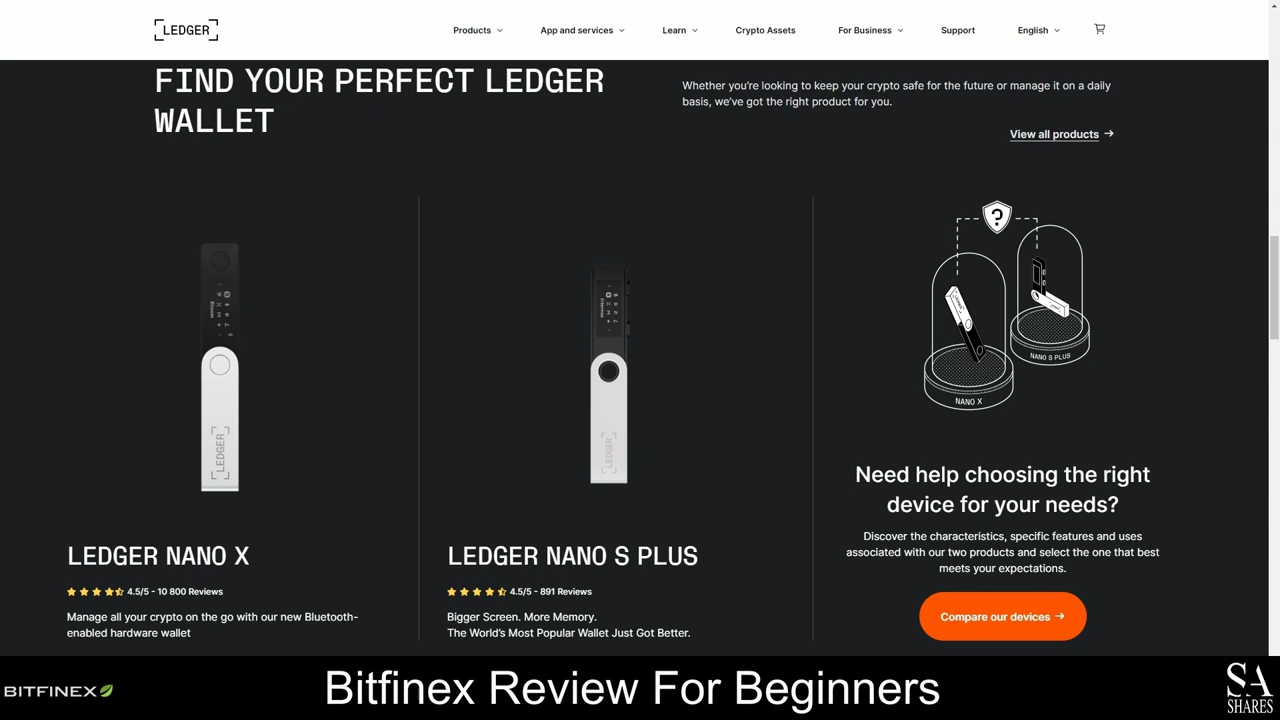 LEDGER
Products
App and services
Learn
Crypto Assets
For Business
Support
English
FIND YOUR PERFECT LEDGER
WALLET
Whether you're looking to keep your crypto safe for the future or manage it on a daily
basis, we've got the right product for you.
View all products →
LEDGER
LEDGER NANO X
4.5/5 - 10 800 Reviews
Manage all your crypto on the go with our new Bluetooth-
enabled hardware wallet
LEDGER
LEDGER NANO S PLUS
4.5/5 - 891 Reviews
Bigger Screen. More Memory.
The World's Most Popular Wallet Just Got Better.
?
NANO S PLUS
NANO X
Need help choosing the right
device for your needs?
Discover the characteristics, specific features and uses
associated with our two products and select the one that best
meets your expectations.
Compare our devices →
BITFINEX
Bitfinex Review For Beginners
SA
SHARES